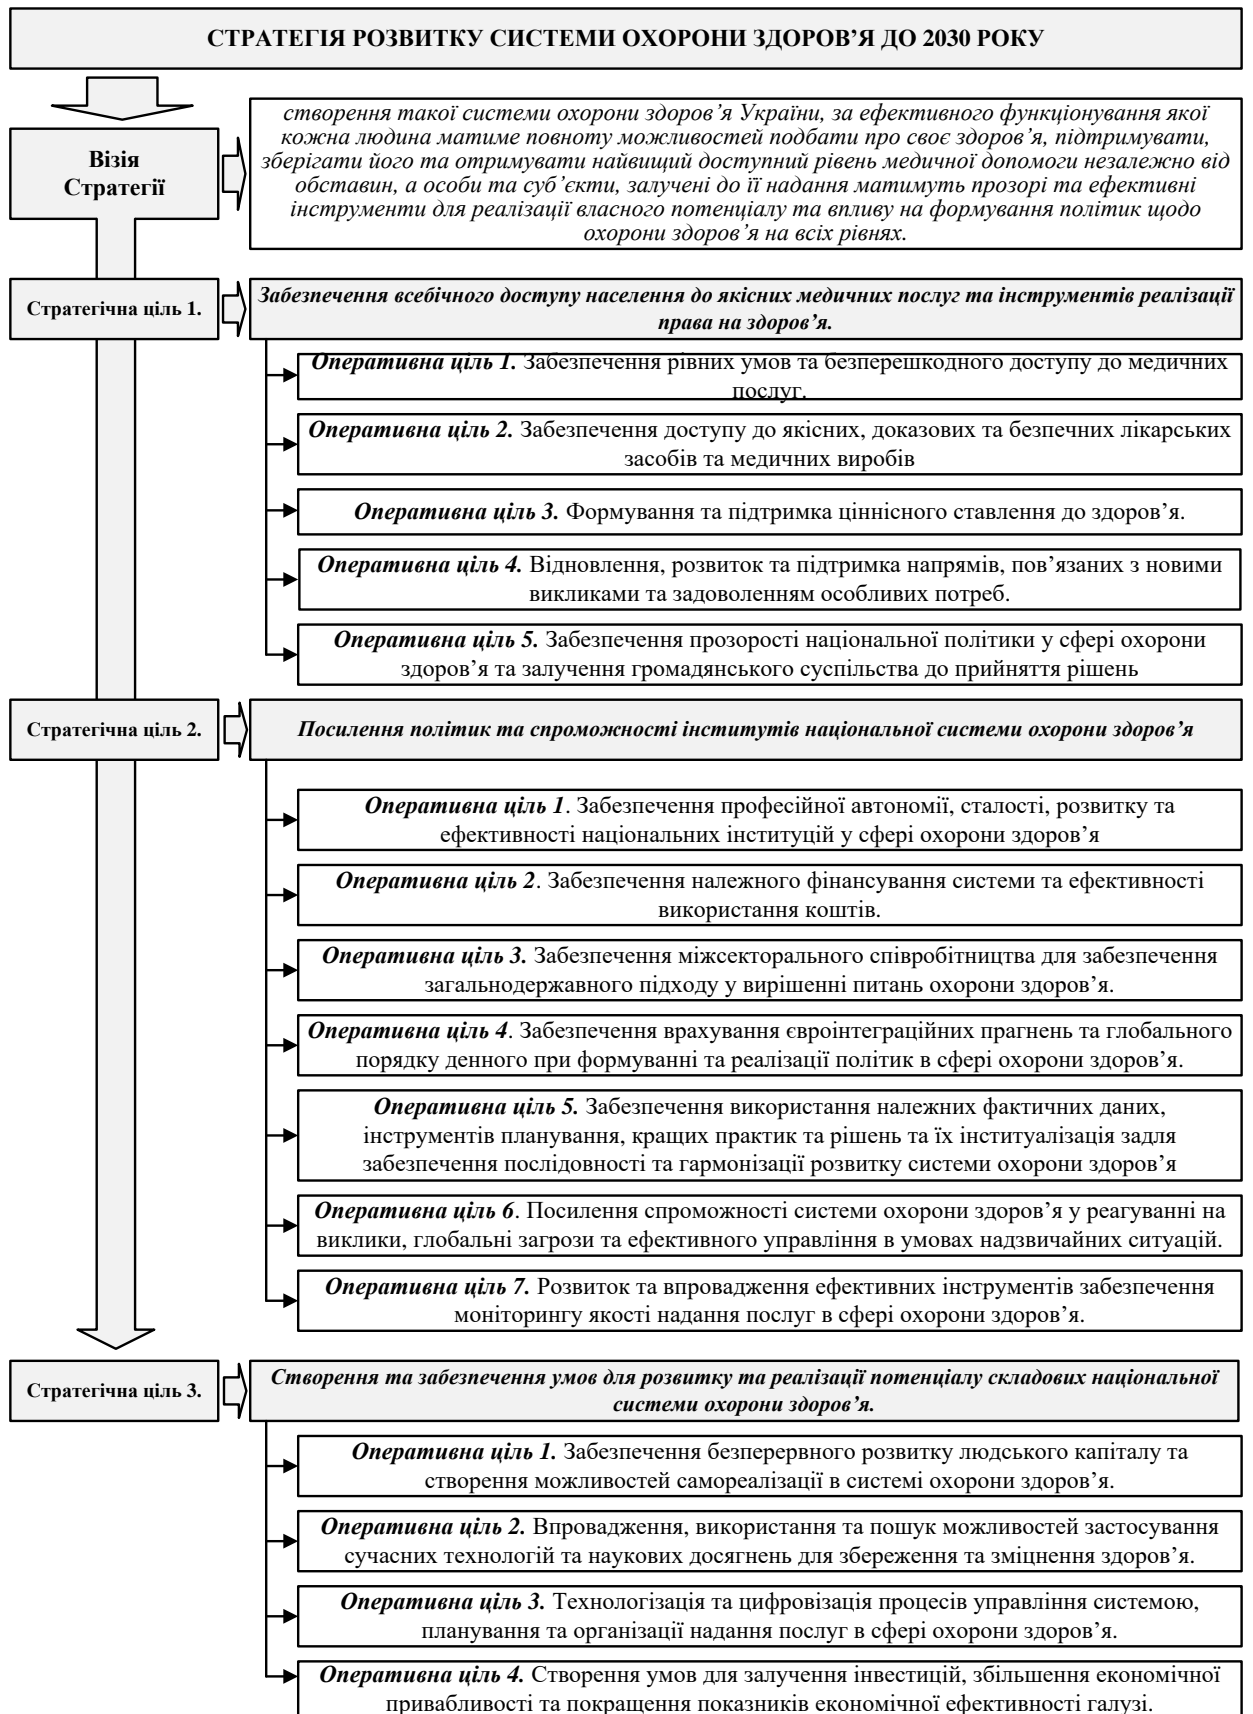 СТРАТЕГІЯ РОЗВИТКУ СИСТЕМИ ОХОРОНИ ЗДОРОВ’Я ДО 2030 РОКУ
Візія
Стратегії
створення такої системи охорони здоров’я України, за ефективного функціонування якої
кожна людина матиме повноту можливостей подбати про своє здоров’я, підтримувати,
зберігати його та отримувати найвищий доступний рівень медичної допомоги незалежно від
обставин, а особи та суб’єкти, залучені до її надання матимуть прозорі та ефективні
інструменти для реалізації власного потенціалу та впливу на формування політик щодо
охорони здоров’я на всіх рівнях.
Стратегічна ціль 1.
Забезпечення всебічного доступу населення до якісних медичних послуг та інструментів реалізації
права на здоров’я.
Оперативна ціль 1. Забезпечення рівних умов та безперешкодного доступу до медичних
послуг.
Оперативна ціль 2. Забезпечення доступу до якісних, доказових та безпечних лікарських
засобів та медичних виробів
Оперативна ціль 3. Формування та підтримка ціннісного ставлення до здоров’я.
Оперативна ціль 4. Відновлення, розвиток та підтримка напрямів, пов’язаних з новими
викликами та задоволенням особливих потреб.
Оперативна ціль 5. Забезпечення прозорості національної політики у сфері охорони
здоров’я та залучення громадянського суспільства до прийняття рішень
Стратегічна ціль 2.
Посилення політик та спроможності інститутів національної системи охорони здоров’я
Оперативна ціль 1. Забезпечення професійної автономії, сталості, розвитку та
ефективності національних інституцій у сфері охорони здоров’я
Оперативна ціль 2. Забезпечення належного фінансування системи та ефективності
використання коштів.
Оперативна ціль 3. Забезпечення міжсекторального співробітництва для забезпечення
загальнодержавного підходу у вирішенні питань охорони здоров’я.
Оперативна ціль 4. Забезпечення врахування євроінтеграційних прагнень та глобального
порядку денного при формуванні та реалізації політик в сфері охорони здоров’я.
Оперативна ціль 5. Забезпечення використання належних фактичних даних,
інструментів планування, кращих практик та рішень та їх інституалізація задля
забезпечення послідовності та гармонізації розвитку системи охорони здоров’я
Оперативна ціль 6. Посилення спроможності системи охорони здоров’я у реагуванні на
виклики, глобальні загрози та ефективного управління в умовах надзвичайних ситуацій.
Оперативна ціль 7. Розвиток та впровадження ефективних інструментів забезпечення
моніторингу якості надання послуг в сфері охорони здоров’я.
Стратегічна ціль 3.
Створення та забезпечення умов для розвитку та реалізації потенціалу складових національної
системи охорони здоров’я.
Оперативна ціль 1. Забезпечення безперервного розвитку людського капіталу та
створення можливостей самореалізації в системі охорони здоров’я.
Оперативна ціль 2. Впровадження, використання та пошук можливостей застосування
сучасних технологій та наукових досягнень для збереження та зміцнення здоров’я.
Оперативна ціль 3. Технологізація та цифровізація процесів управління системою,
планування та організації надання послуг в сфері охорони здоров’я.
Оперативна ціль 4. Створення умов для залучення інвестицій, збільшення економічної
привабливості та покращення показників економічної ефективності галузі.